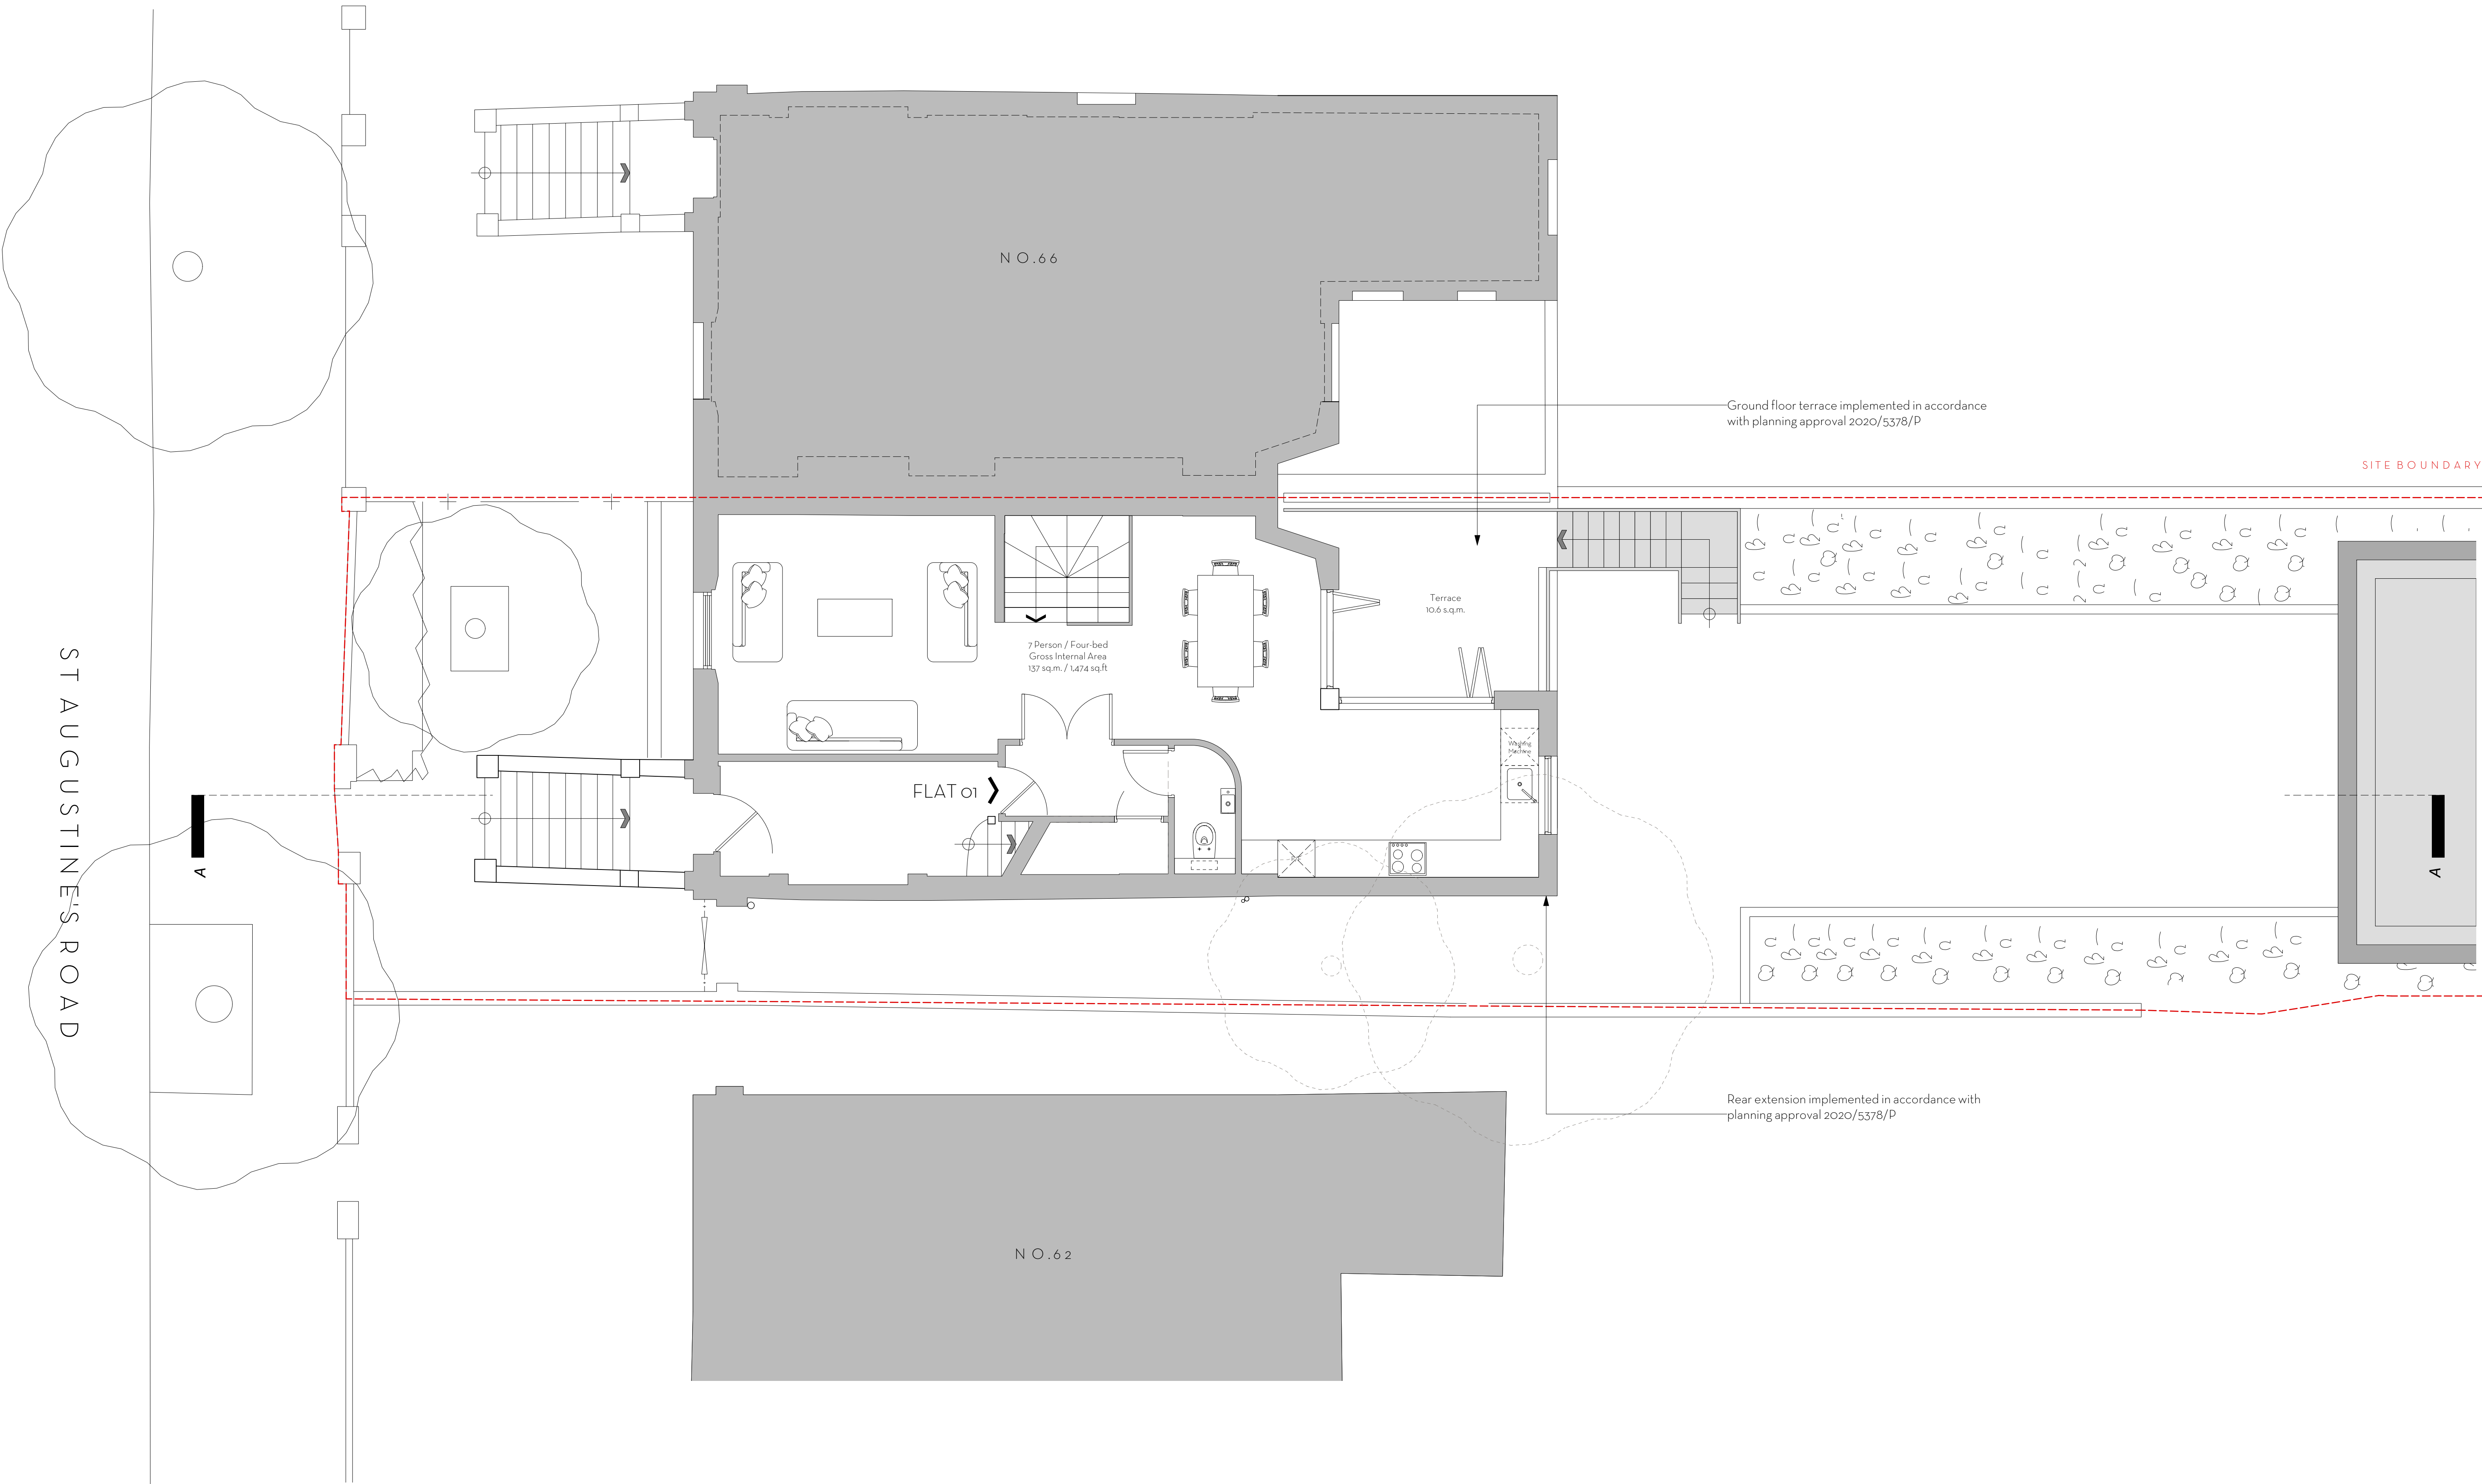 NO.66
Ground floor terrace implemented in accordance
with planning approval 2020/5378/P
SITE BOUNDARY
Terrace
10.6 s.q.m.
7 Person / Four-bed
Gross Internal Area
137 sq.m. / 1,474 sq.ft
ST AUGUSTINE'S ROAD
Washing
Machine
FLAT 01
A
A
Rear extension implemented in accordance with
planning approval 2020/5378/P
NO.62